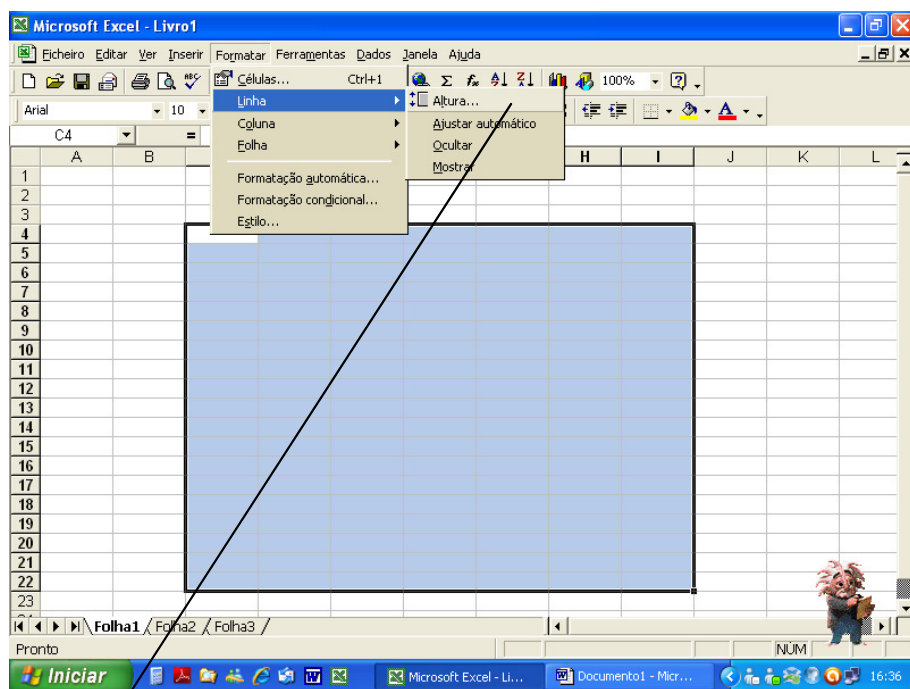 Microsoft Excel - Livro1
Ficheiro Editar Ver Inserir Formatar Ferramentas Dados Janela Ajuda
Células... Ctrl+1
100%
Arial 10
Linha
Altura...
C4 =
Coluna
Ajustar automático
Folha
Ocultar
Mostrar
Formatação automática...
Formatação condicional...
Estilo...
A B H I J K L
1
2
3
4
5
6
7
8
9
10
11
12
13
14
15
16
17
18
19
20
21
22
23
Folha1 Folha2 Folha3
Pronto NÚM
Iniciar Microsoft Excel - Li... Documento1 - Micr... 16:36